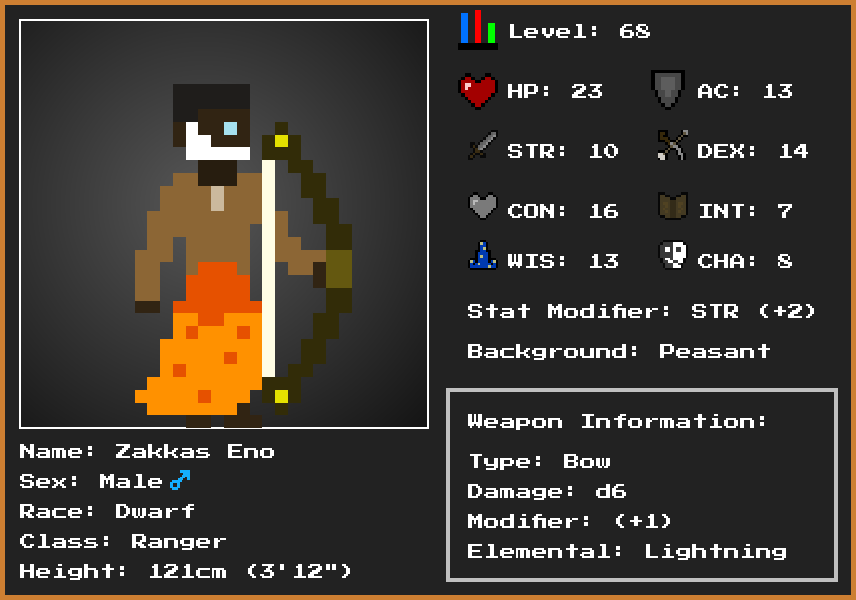 Level: 68
HP: 23
AC: 13
STR: 10
DEX: 14
CON: 16
INT: 7
WIS: 13
CHA: 8
Stat Modifier: STR (+2)
Background: Peasant
Weapon Information:
Type: Bow
Damage: d6
Modifier: (+1)
Elemental: Lightning
Name: Zakkas Eno
Sex: Male ♂
Race: Dwarf
Class: Ranger
Height: 121cm (3'12")